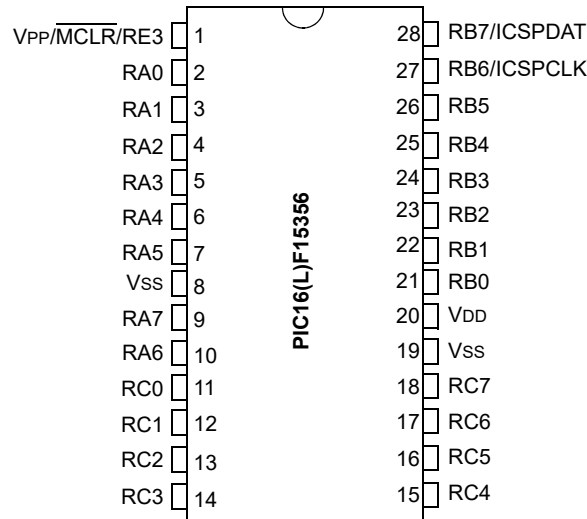 VPP/MCLR/RE3 1 28 RB7/ICSPDAT
RA0 2 27 RB6/ICSPCLK
RA1 3 26 RB5
RA2 4 25 RB4
RA3 5 24 RB3
RA4 6 23 RB2
RA5 7 22 RB1
VSS 8 21 RB0
RA7 9 20 VDD
RA6 10 19 VSS
RC0 11 18 RC7
RC1 12 17 RC6
RC2 13 16 RC5
RC3 14 15 RC4
PIC16(L)F15356